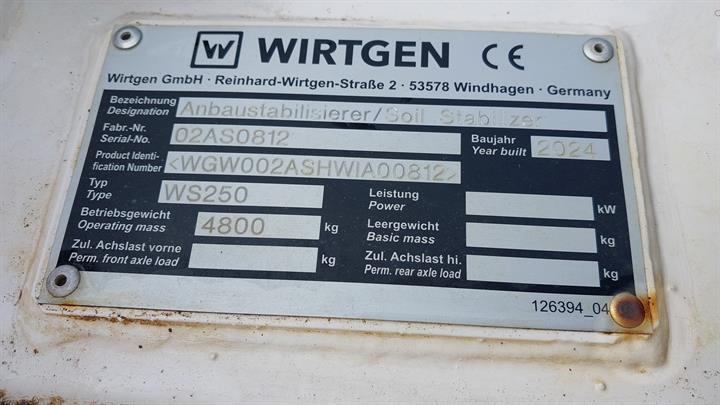 W WIRTGEN CE
Wirtgen GmbH · Reinhard-Wirtgen-Straße 2 · 53578 Windhagen · Germany
Bezeichnung
Designation
Anbaustabilisierer/Soil Stabilizer
Fabr.-Nr.
Serial-No.
02AS0812
Baujahr
Year built
2024
Product Identi-
fication Number
<WGW002ASHWIA00812>
Typ
Type
WS250
Leistung
Power
kW
Betriebsgewicht
Operating mass
4800 kg
Leergewicht
Basic mass
kg
Zul. Achslast vorne
Perm. front axle load
kg
Zul. Achslast hi.
Perm. rear axle load
kg
126394_04